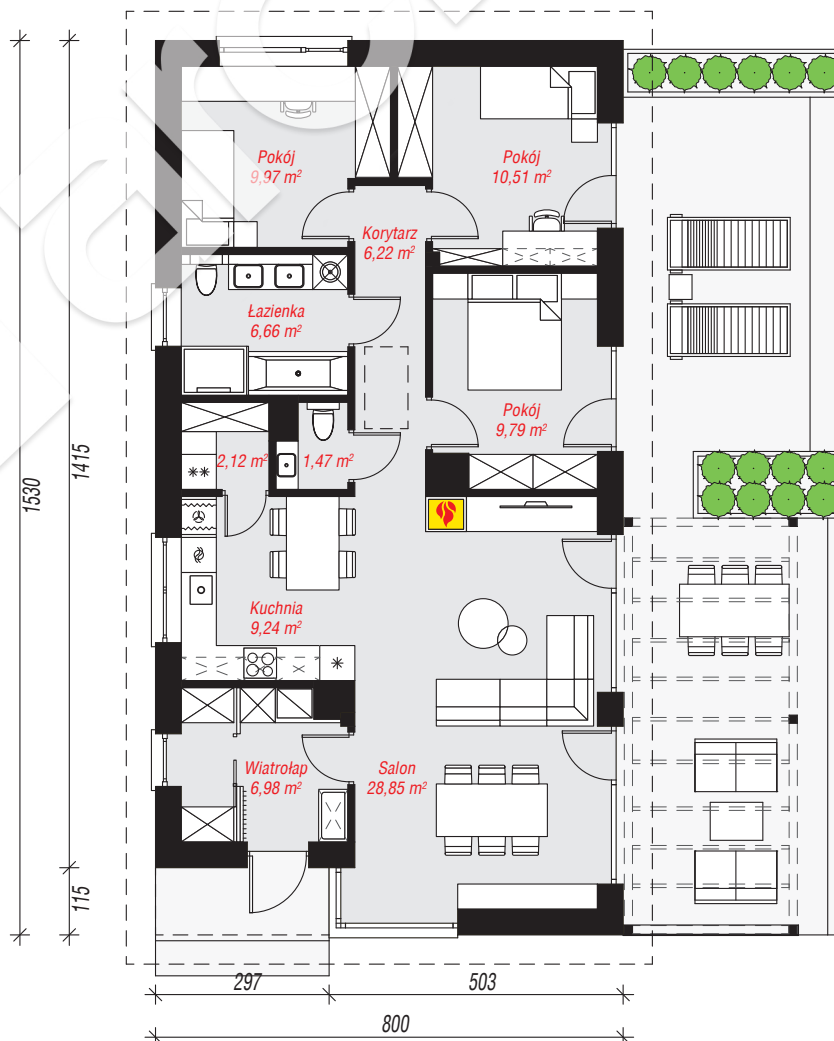 Pokój
9,97 m²
Pokój
10,51 m²
Korytarz
6,22 m²
Łazienka
6,66 m²
Pokój
9,79 m²
2,12 m²
1,47 m²
Kuchnia
9,24 m²
Wiatrołap
6,98 m²
Salon
28,85 m²
1530
1415
115
297
503
800